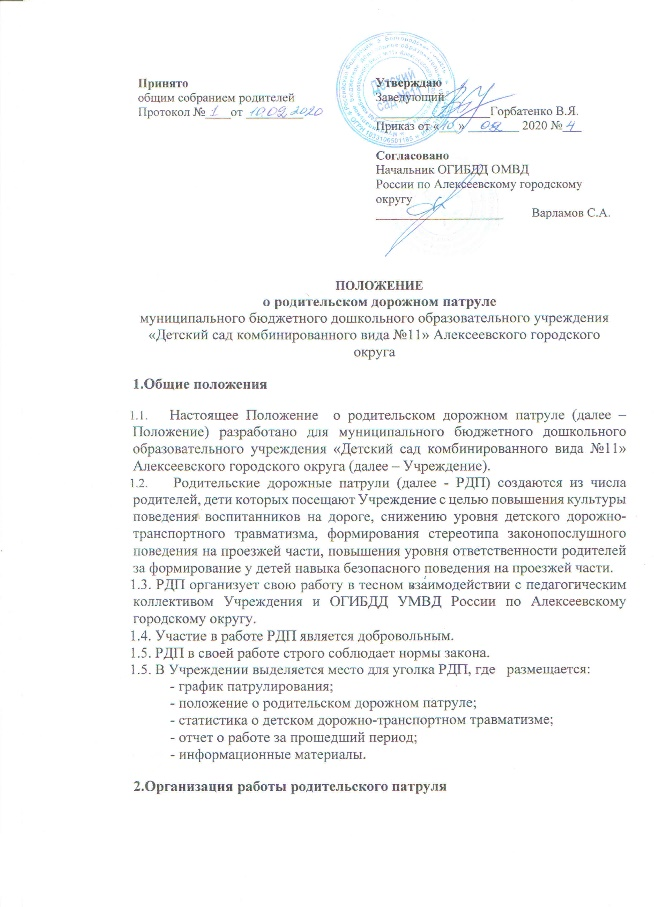 Принято
общим собранием родителей
Протокол № 1 от 10.09.2020
Утверждаю
Заведующий
Горбатенко В.Я.
Приказ от «10» 09 2020 № 4
Согласовано
Начальник ОГИБДД ОМВД
России по Алексеевскому городскому
округу
Варламов С.А.
ПОЛОЖЕНИЕ
о родительском дорожном патруле
муниципального бюджетного дошкольного образовательного учреждения
«Детский сад комбинированного вида №11» Алексеевского городского
округа
1.Общие положения
1.1. Настоящее Положение о родительском дорожном патруле (далее –
Положение) разработано для муниципального бюджетного дошкольного
образовательного учреждения «Детский сад комбинированного вида №11»
Алексеевского городского округа (далее – Учреждение).
1.2. Родительские дорожные патрули (далее - РДП) создаются из числа
родителей, дети которых посещают Учреждение с целью повышения культуры
поведения воспитанников на дороге, снижению уровня детского дорожно-
транспортного травматизма, формирования стереотипа законопослушного
поведения на проезжей части, повышения уровня ответственности родителей
за формирование у детей навыка безопасного поведения на проезжей части.
1.3. РДП организует свою работу в тесном взаимодействии с педагогическим
коллективом Учреждения и ОГИБДД УМВД России по Алексеевскому
городскому округу.
1.4. Участие в работе РДП является добровольным.
1.5. РДП в своей работе строго соблюдает нормы закона.
1.5. В Учреждении выделяется место для уголка РДП, где размещается:
- график патрулирования;
- положение о родительском дорожном патруле;
- статистика о детском дорожно-транспортном травматизме;
- отчет о работе за прошедший период;
- информационные материалы.
2.Организация работы родительского патруля